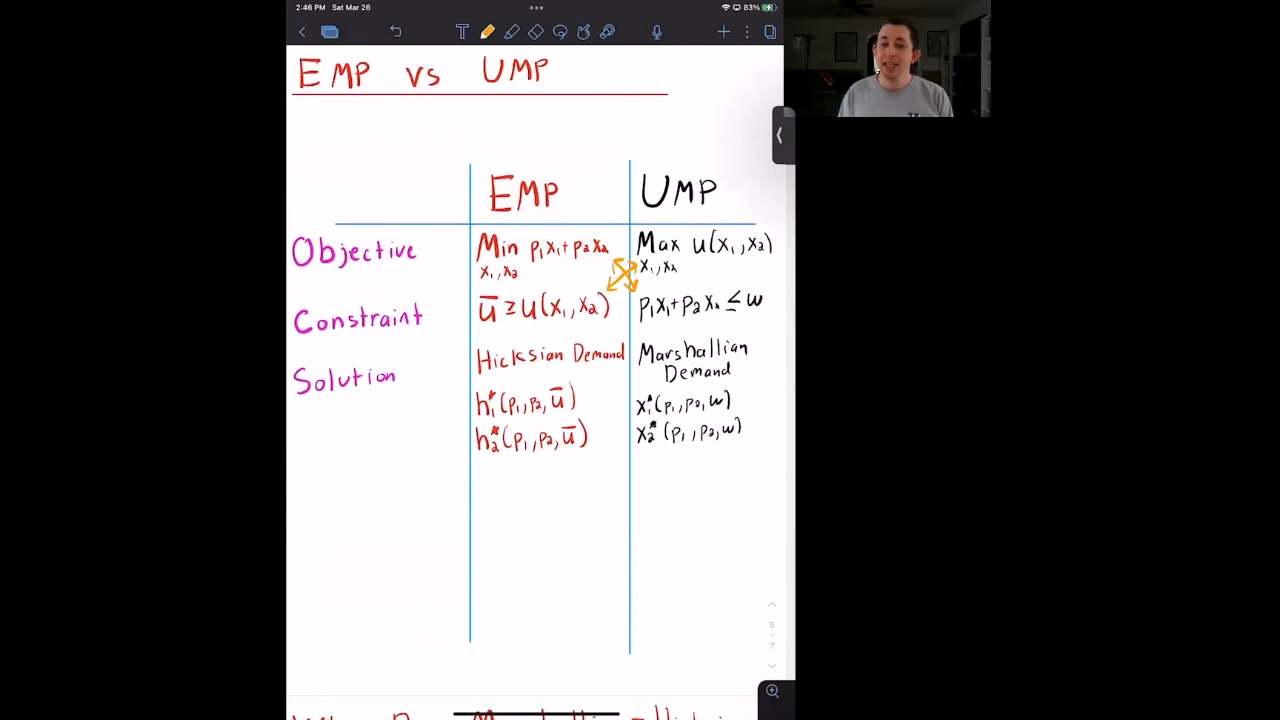 2:46 PM Sat Mar 26
83%
EMP vs UMP
EMP UMP
Objective Min p₁x₁ + p₂x₂ Max u(x₁, x₂)
x₁, x₂ x₁, x₂
Constraint ū ≥ u(x₁, x₂) p₁x₁ + p₂x₂ ≤ w
Solution Hicksian Demand Marshallian Demand
h₁*(p₁, p₂, ū) x₁*(p₁, p₂, w)
h₂*(p₁, p₂, ū) x₂*(p₁, p₂, w)
5
/
7